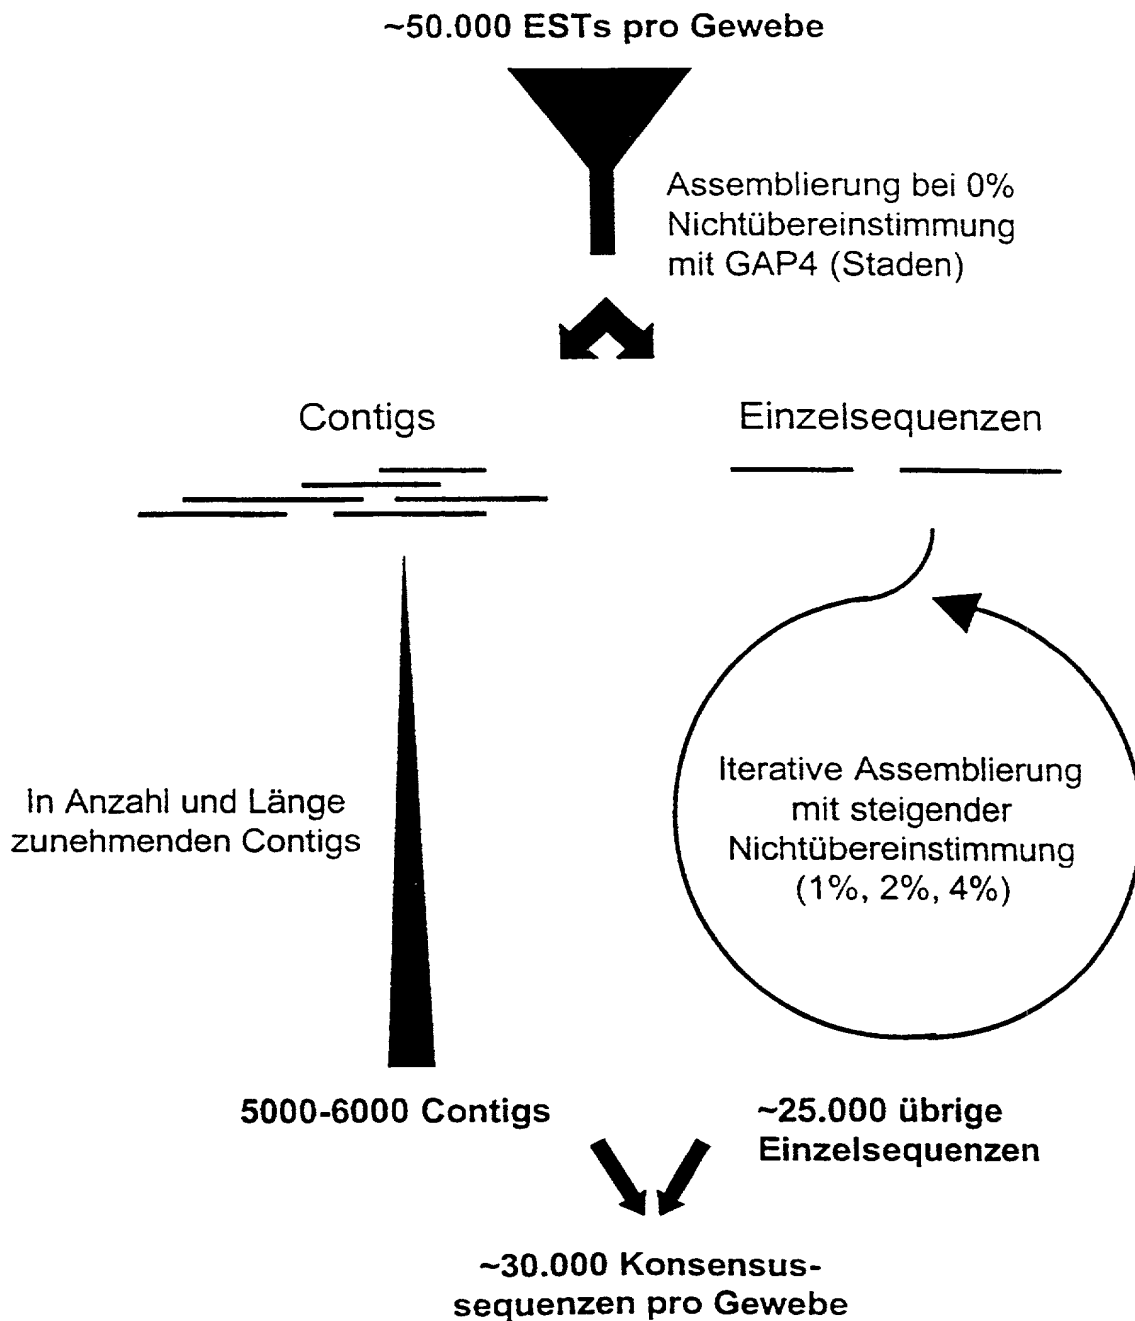 ~50.000 ESTs pro Gewebe
Assemblierung bei 0%
Nichtübereinstimmung
mit GAP4 (Staden)
Contigs
Einzelsequenzen
In Anzahl und Länge
zunehmenden Contigs
Iterative Assemblierung
mit steigender
Nichtübereinstimmung
(1%, 2%, 4%)
5000-6000 Contigs
~25.000 übrige
Einzelsequenzen
~30.000 Konsensus-
sequenzen pro Gewebe